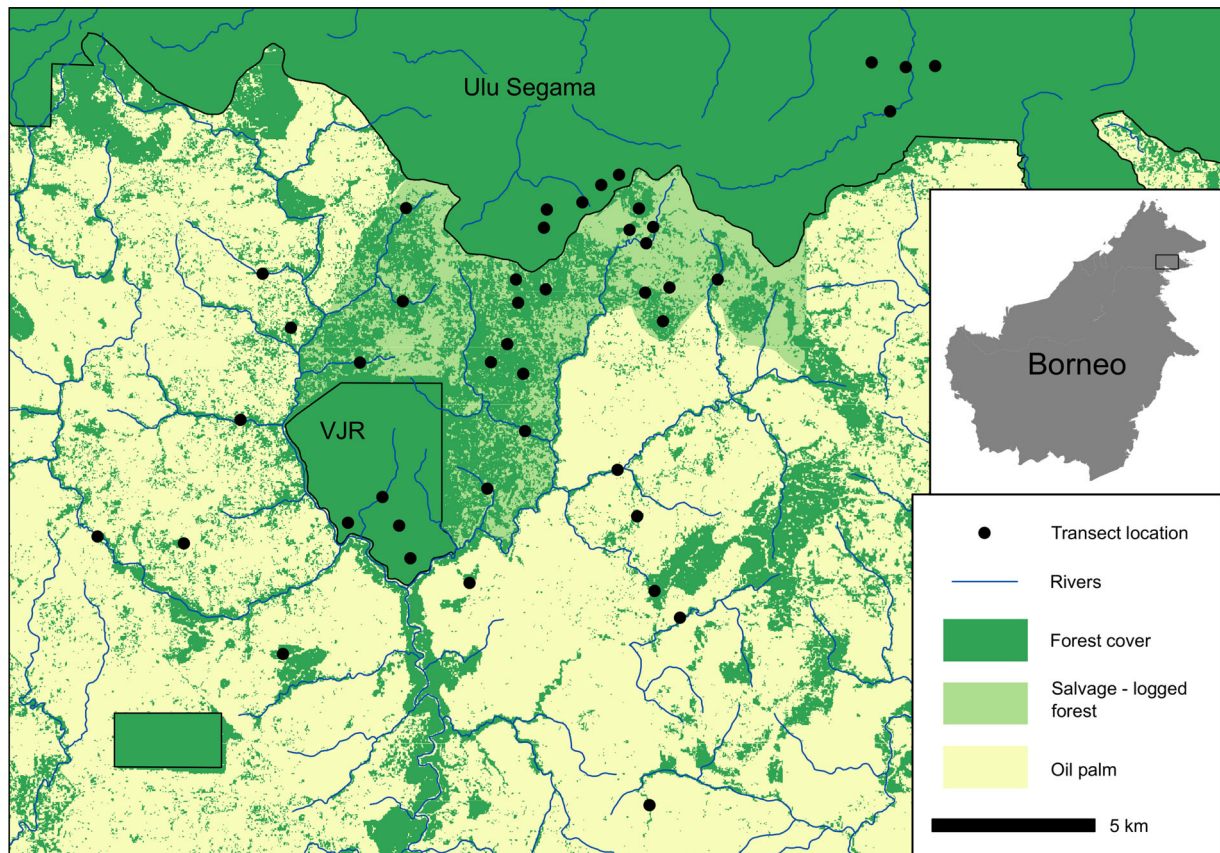 Ulu Segama
VJR
Borneo
Transect location
Rivers
Forest cover
Salvage - logged
forest
Oil palm
5 km